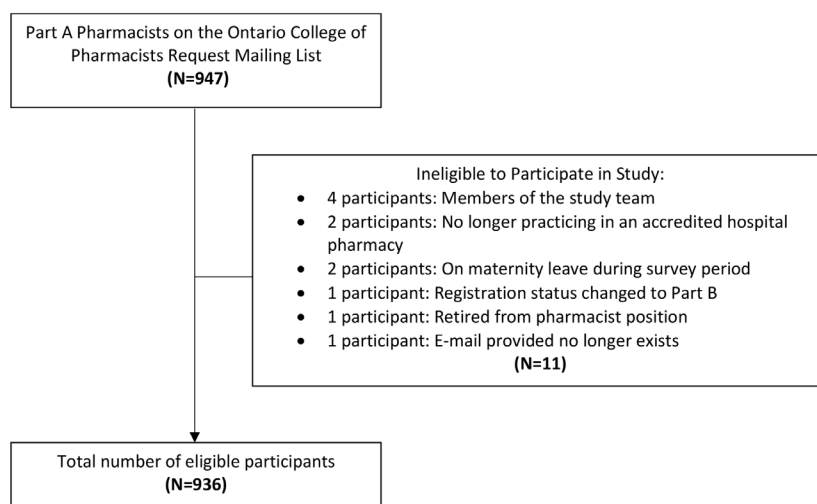 Part A Pharmacists on the Ontario College of
Pharmacists Request Mailing List
(N=947)
Ineligible to Participate in Study:
• 4 participants: Members of the study team
• 2 participants: No longer practicing in an accredited hospital
pharmacy
• 2 participants: On maternity leave during survey period
• 1 participant: Registration status changed to Part B
• 1 participant: Retired from pharmacist position
• 1 participant: E-mail provided no longer exists
(N=11)
Total number of eligible participants
(N=936)